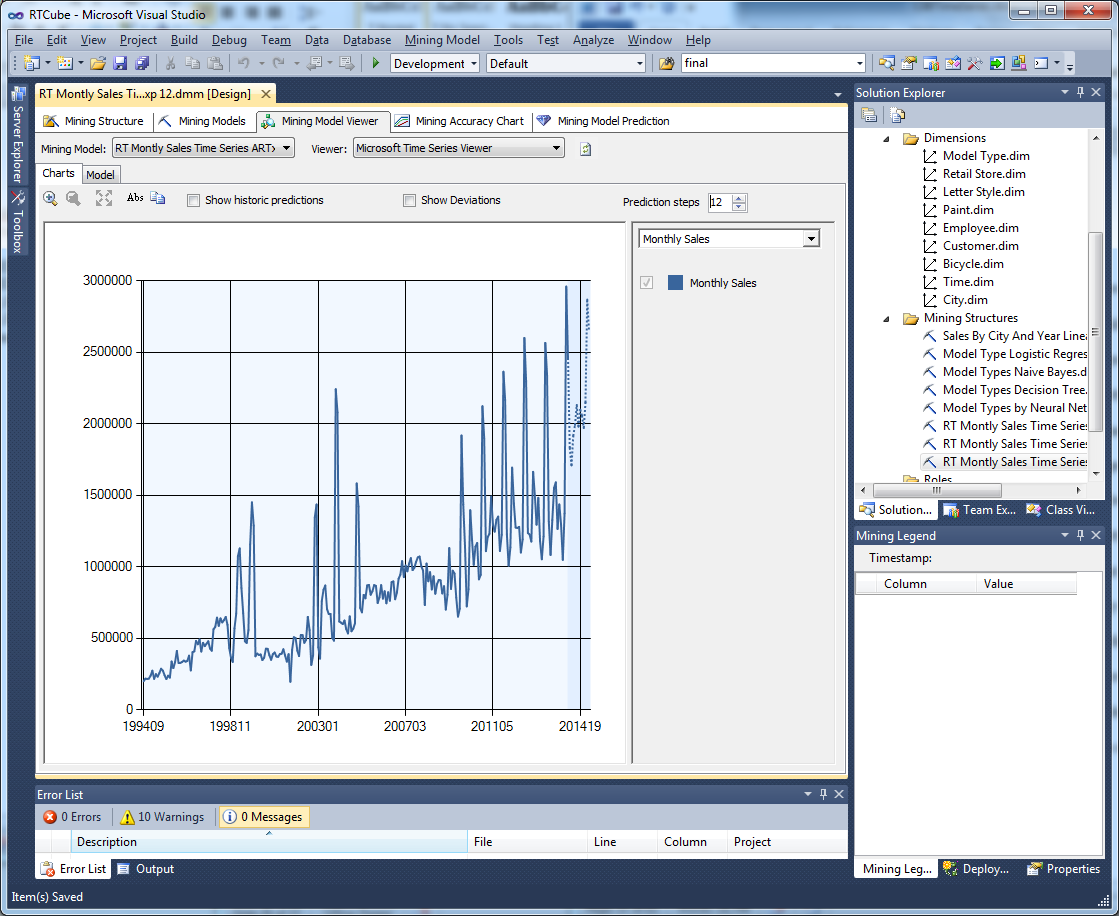 RTCube - Microsoft Visual Studio
File Edit View Project Build Debug Team Data Database Mining Model Tools Test Analyze Window Help
Development Default final
Server Explorer
Toolbox
RT Montly Sales Ti...xp 12.dmm [Design]
Mining Structure Mining Models Mining Model Viewer Mining Accuracy Chart Mining Model Prediction
Mining Model: RT Montly Sales Time Series ARTx Viewer: Microsoft Time Series Viewer
Charts Model
Abs Show historic predictions Show Deviations Prediction steps 12
Monthly Sales
Monthly Sales
3000000
2500000
2000000
1500000
1000000
500000
0
199409 199811 200301 200703 201105 201419
Solution Explorer
Dimensions
Model Type.dim
Retail Store.dim
Letter Style.dim
Paint.dim
Employee.dim
Customer.dim
Bicycle.dim
Time.dim
City.dim
Mining Structures
Sales By City And Year Linea
Model Type Logistic Regres
Model Types Naive Bayes.d
Model Types Decision Tree.
Model Types by Neural Net
RT Montly Sales Time Series
RT Montly Sales Time Series
RT Montly Sales Time Series
Roles
Solution... Team Ex... Class Vi...
Mining Legend
Timestamp:
Column Value
Mining Leg... Deploy... Properties
Error List
0 Errors 10 Warnings 0 Messages
Description File Line Column Project
Error List Output
Item(s) Saved